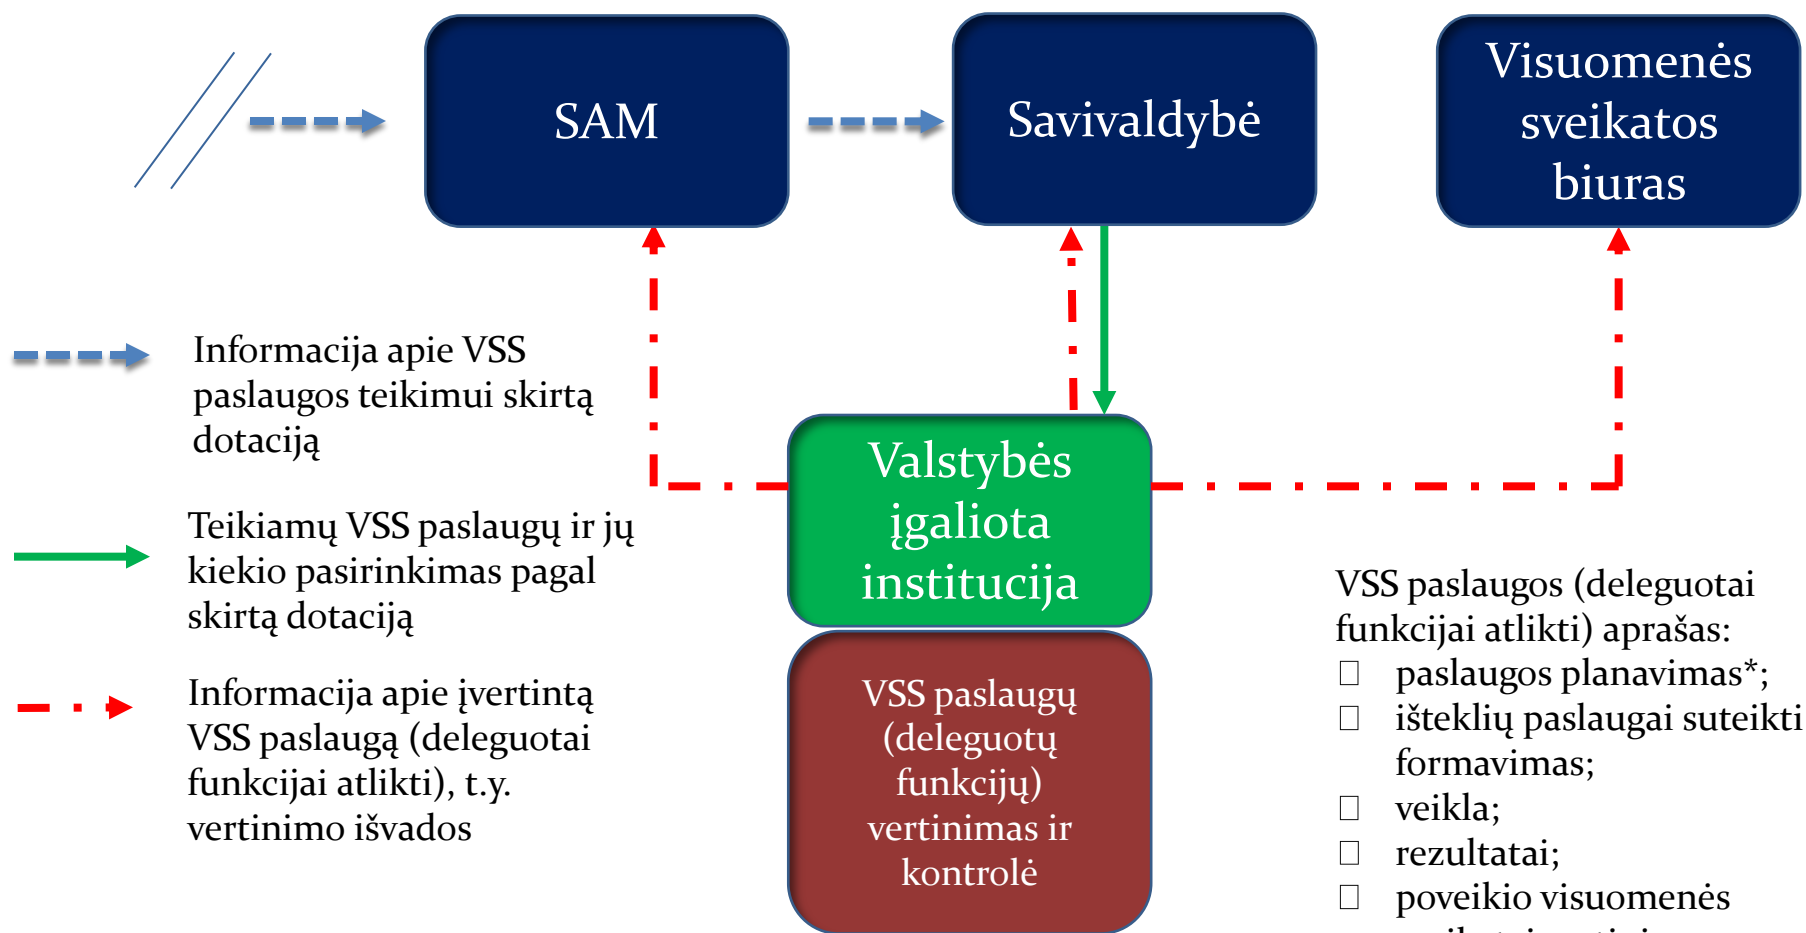 SAM
Savivaldybė
Visuomenės
sveikatos
biuras
Informacija apie VSS
paslaugos teikimui skirtą
dotaciją
Teikiamų VSS paslaugų ir jų
kiekio pasirinkimas pagal
skirtą dotaciją
Informacija apie įvertintą
VSS paslaugą (deleguotai
funkcijai atlikti), t.y.
vertinimo išvados
Valstybės
įgaliota
institucija
VSS paslaugų
(deleguotų
funkcijų)
vertinimas ir
kontrolė
VSS paslaugos (deleguotai
funkcijai atlikti) aprašas:
paslaugos planavimas*;
išteklių paslaugai suteikti
formavimas;
veikla;
rezultatai;
poveikio visuomenės